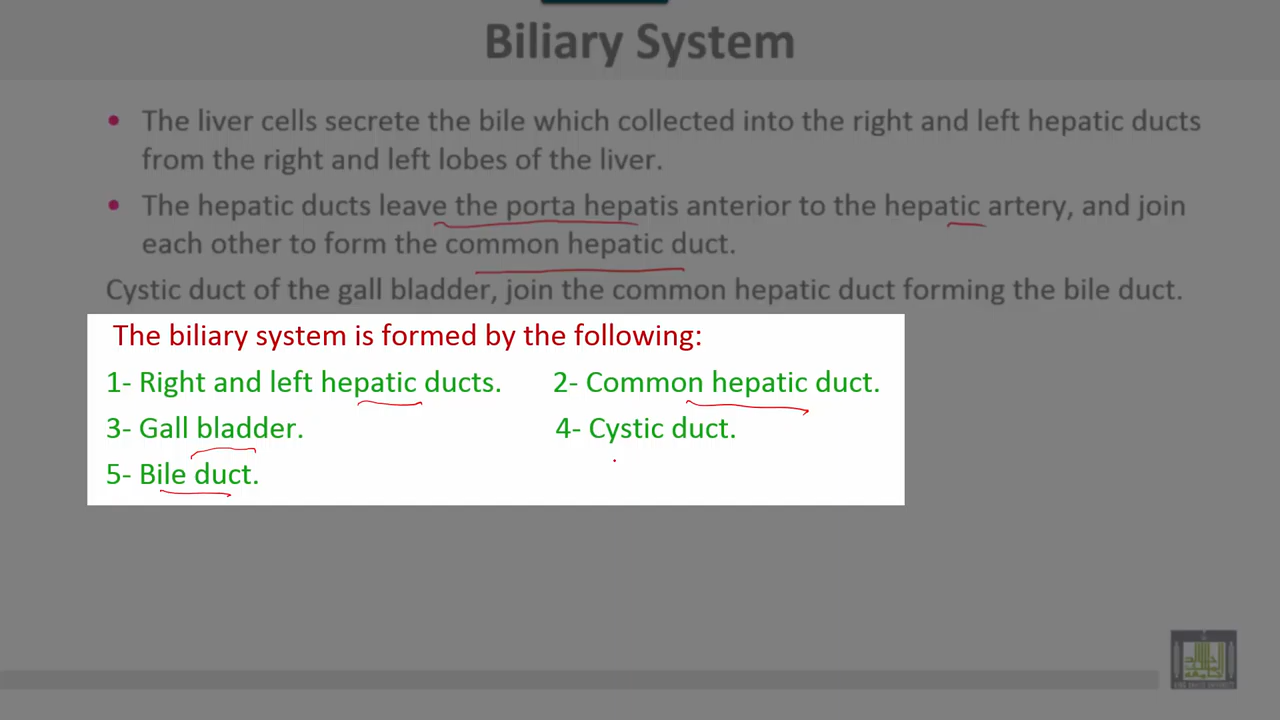 Biliary System
• The liver cells secrete the bile which collected into the right and left hepatic ducts
from the right and left lobes of the liver.
• The hepatic ducts leave the porta hepatis anterior to the hepatic artery, and join
each other to form the common hepatic duct.
Cystic duct of the gall bladder, join the common hepatic duct forming the bile duct.
The biliary system is formed by the following:
1- Right and left hepatic ducts. 2- Common hepatic duct.
3- Gall bladder. 4- Cystic duct.
5- Bile duct.